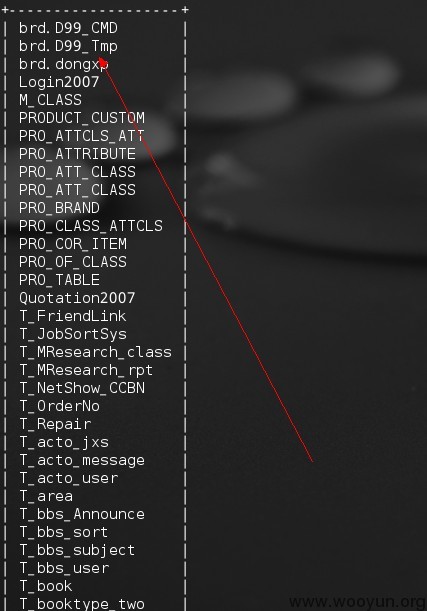 +--------------------+
| brd.D99_CMD |
| brd.D99_Tmp |
| brd.dongxp |
| Login2007 |
| M_CLASS |
| PRODUCT_CUSTOM |
| PRO_ATTCLS_ATT |
| PRO_ATTRIBUTE |
| PRO_ATT_CLASS |
| PRO_ATT_CLASS |
| PRO_BRAND |
| PRO_CLASS_ATTCLS |
| PRO_COR_ITEM |
| PRO_OF_CLASS |
| PRO_TABLE |
| Quotation2007 |
| T_FriendLink |
| T_JobSortSys |
| T_MResearch_class |
| T_MResearch_rpt |
| T_NetShow_CCBN |
| T_OrderNo |
| T_Repair |
| T_acto_jxs |
| T_acto_message |
| T_acto_user |
| T_area |
| T_bbs_Announce |
| T_bbs_sort |
| T_bbs_subject |
| T_bbs_user |
| T_book |
| T_booktype_two |
www.wooyun.org